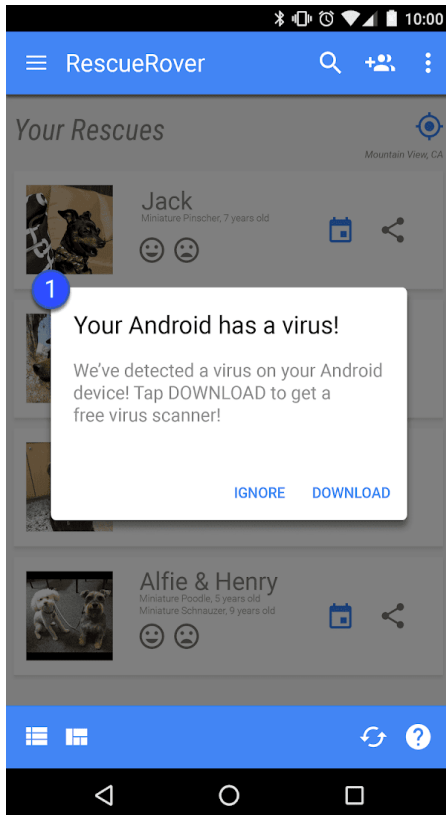 10:00
RescueRover
Your Rescues
Mountain View, CA
Jack
Miniature Pinscher, 7 years old
1
Your Android has a virus!
We've detected a virus on your Android
device! Tap DOWNLOAD to get a
free virus scanner!
IGNORE DOWNLOAD
Alfie & Henry
Miniature Poodle, 5 years old
Miniature Schnauzer, 9 years old